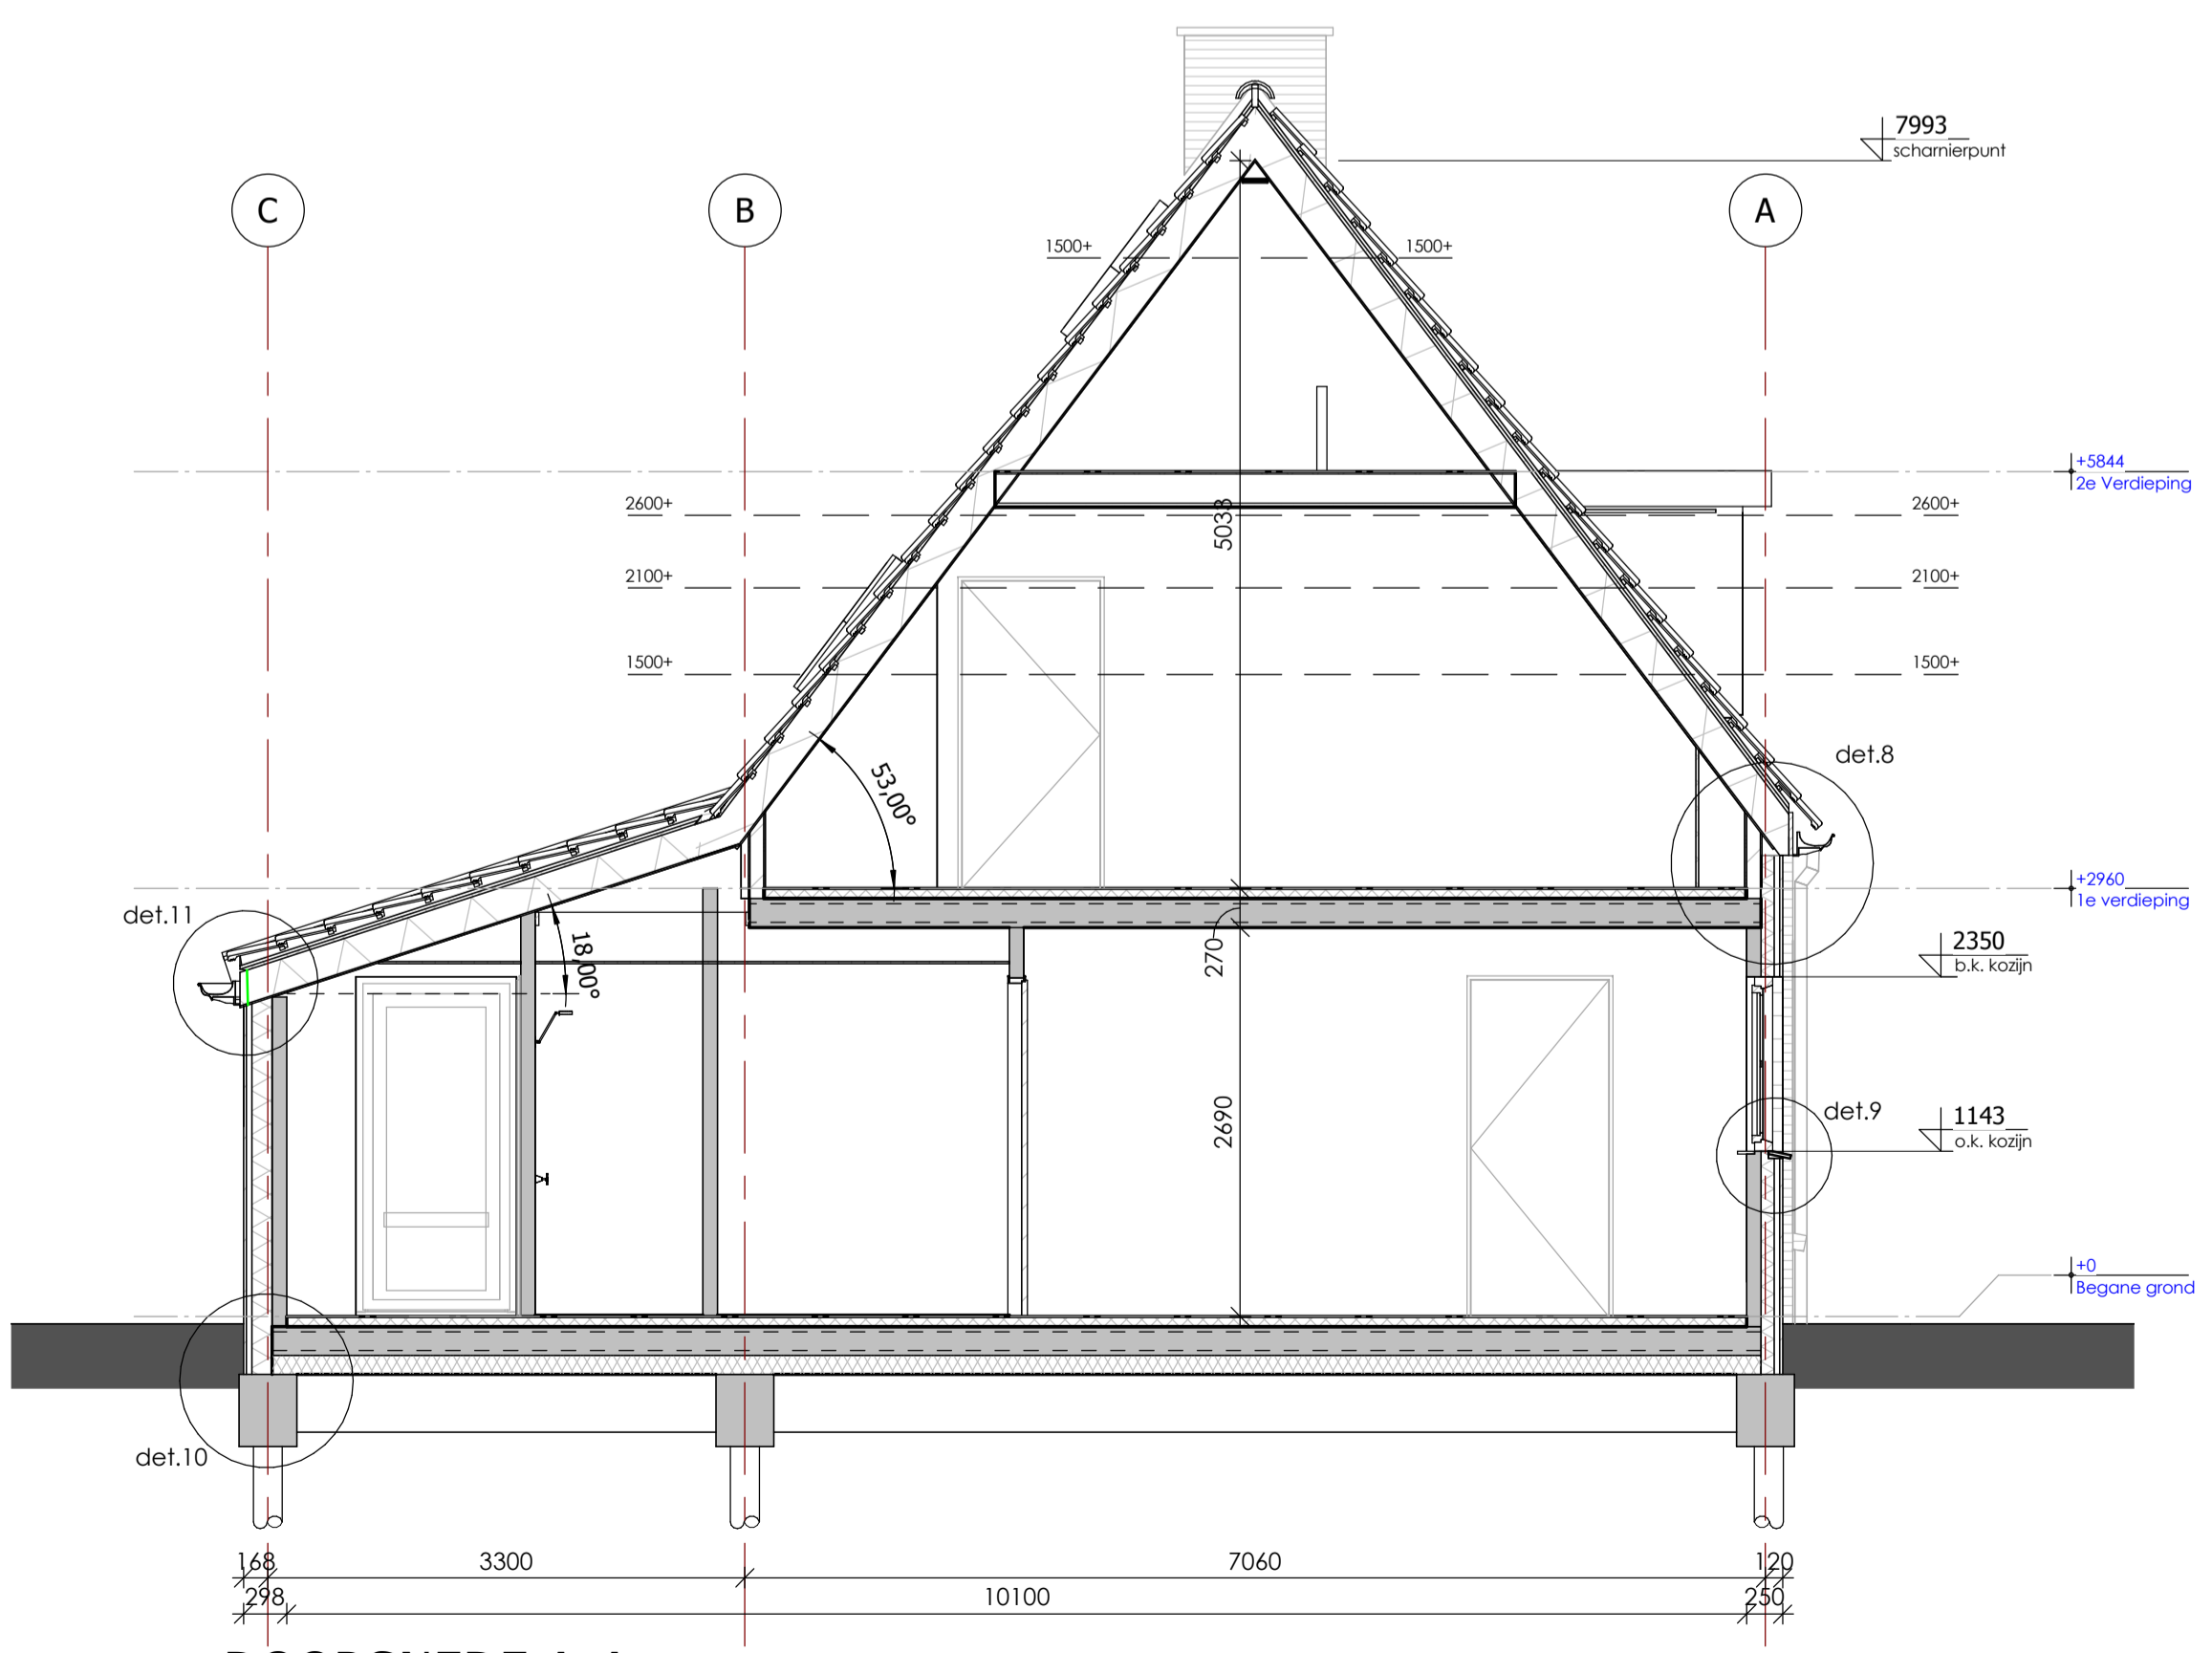 7993
scharnierpunt
C
B
A
1500+
1500+
+5844
2e Verdieping
2600+
2600+
5033
2100+
2100+
1500+
1500+
det.8
53,00°
+2960
1e verdieping
det.11
18,00°
270
2350
b.k. kozijn
2690
det.9
1143
o.k. kozijn
+0
Begane grond
det.10
168
3300
7060
120
298
10100
250